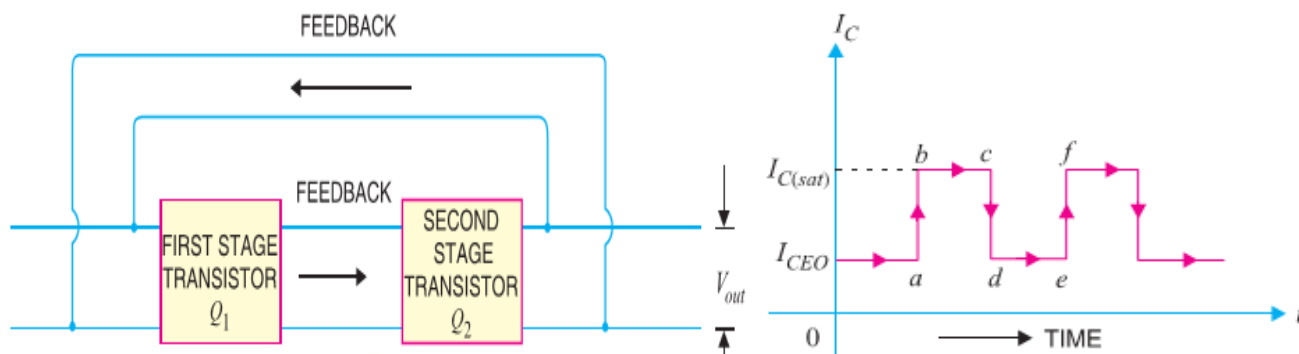 FEEDBACK
FEEDBACK
FIRST STAGE
TRANSISTOR
Q1
SECOND
STAGE
TRANSISTOR
Q2
Vout
IC
IC(sat)
ICEO
b
c
f
a
d
e
0
TIME